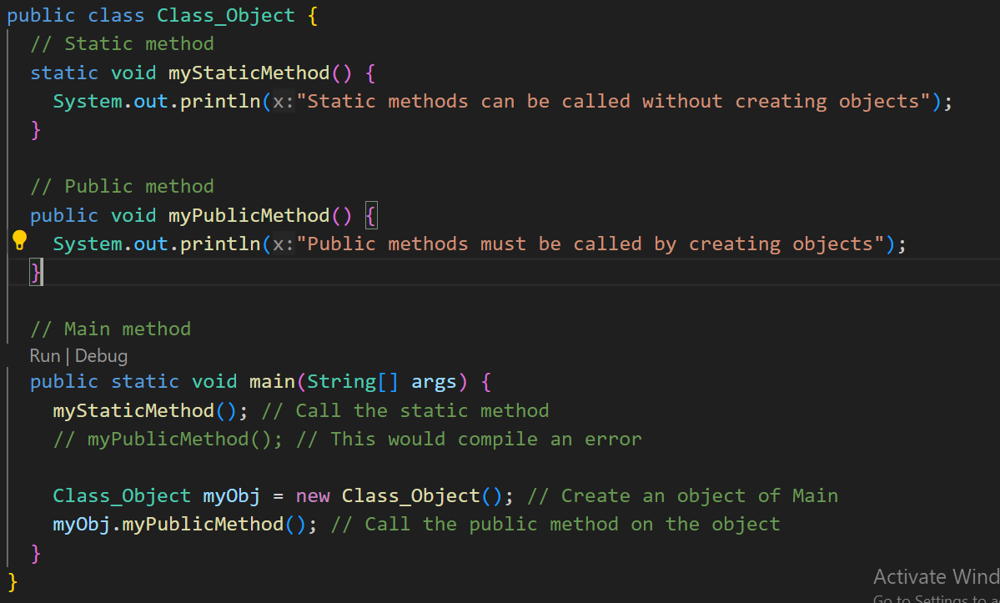 public class Class_Object {
  // Static method
  static void myStaticMethod() {
    System.out.println(x:"Static methods can be called without creating objects");
  }

  // Public method
  public void myPublicMethod() {
    System.out.println(x:"Public methods must be called by creating objects");
  }

  // Main method
  Run | Debug
  public static void main(String[] args) {
    myStaticMethod(); // Call the static method
    // myPublicMethod(); // This would compile an error

    Class_Object myObj = new Class_Object(); // Create an object of Main
    myObj.myPublicMethod(); // Call the public method on the object
  }
}
Activate Wind
Go to Settings to a